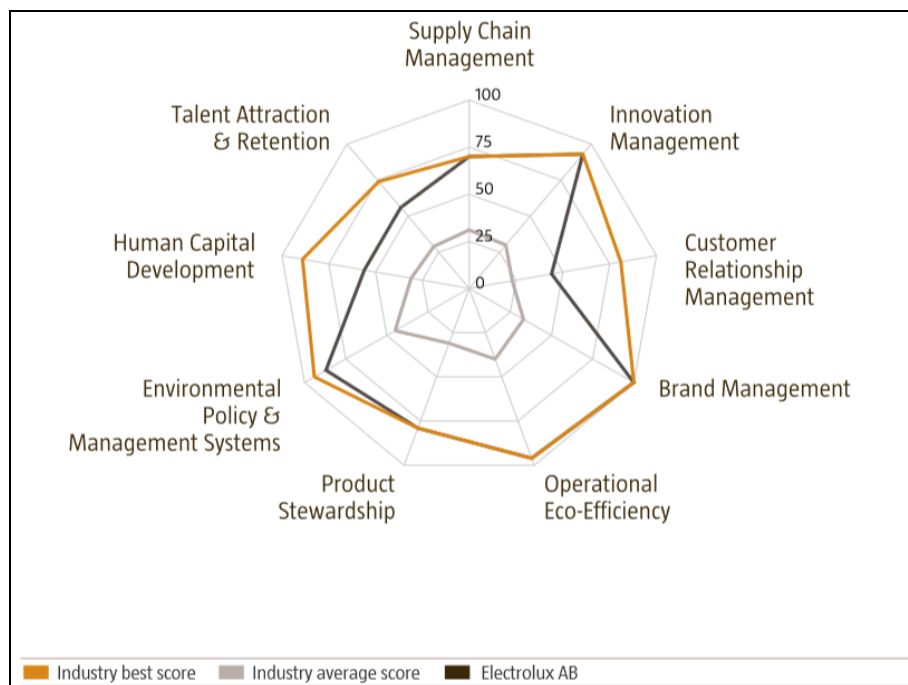 Supply Chain
Management
Talent Attraction
& Retention
Innovation
Management
100
75
50
25
0
Human Capital
Development
Customer
Relationship
Management
Environmental
Policy &
Management Systems
Brand Management
Product
Stewardship
Operational
Eco-Efficiency
Industry best score
Industry average score
Electrolux AB